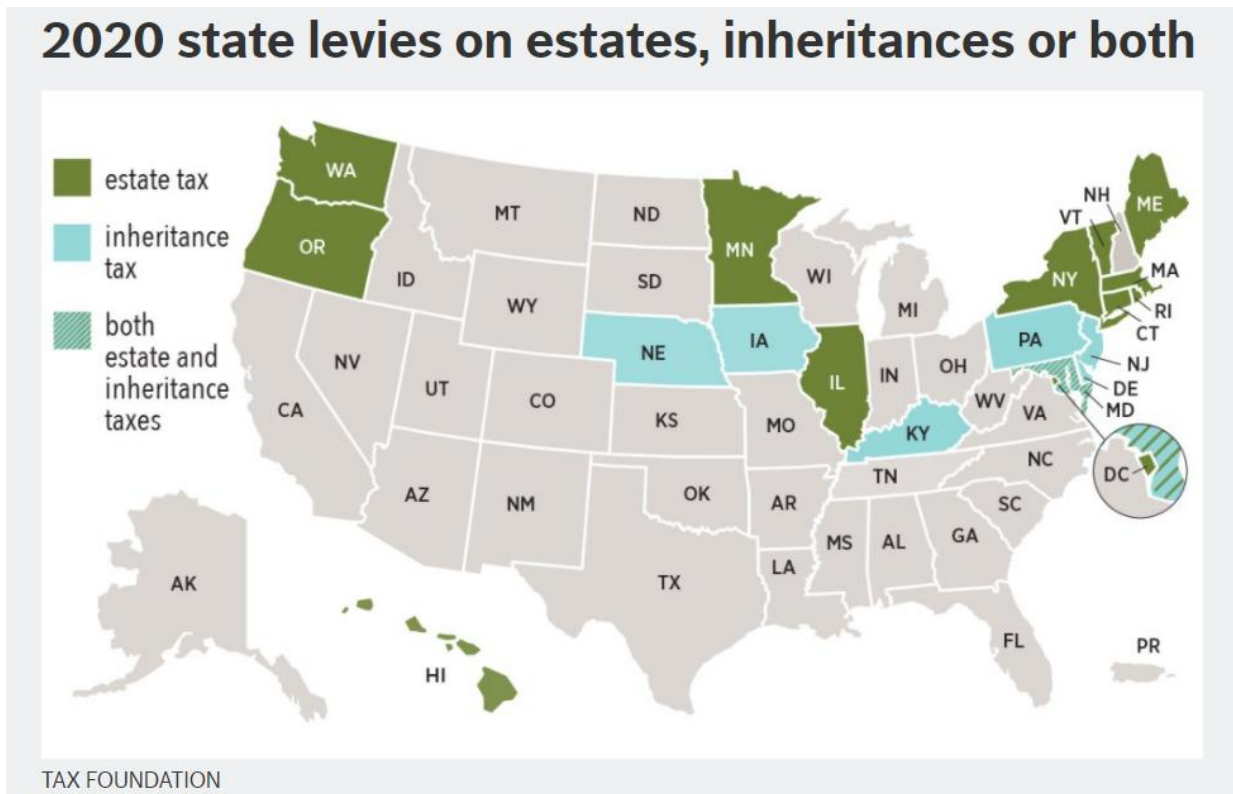 2020 state levies on estates, inheritances or both
estate tax
inheritance
tax
both
estate and
inheritance
taxes
WA
OR
CA
NV
ID
MT
WY
UT
AZ
CO
NM
ND
SD
NE
KS
OK
TX
MN
IA
MO
AR
LA
WI
IL
MI
IN
OH
KY
TN
MS
AL
GA
FL
SC
NC
VA
WV
PA
NY
VT
NH
ME
MA
RI
CT
NJ
DE
MD
DC
AK
HI
PR
TAX FOUNDATION